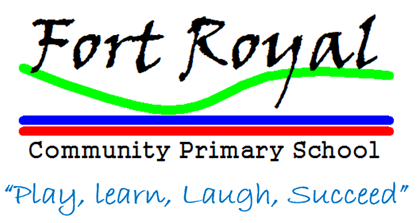 Fort Royal
Community Primary School
“Play, learn, Laugh, Succeed”